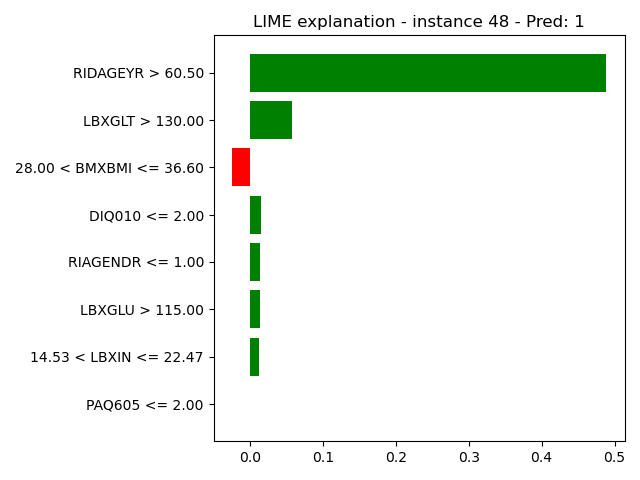 LIME explanation - instance 48 - Pred: 1
RIDAGEYR > 60.50
LBXGLT > 130.00
28.00 < BMXBMI <= 36.60
DIQ010 <= 2.00
RIAGENDR <= 1.00
LBXGLU > 115.00
14.53 < LBXIN <= 22.47
PAQ605 <= 2.00
0.0 0.1 0.2 0.3 0.4 0.5